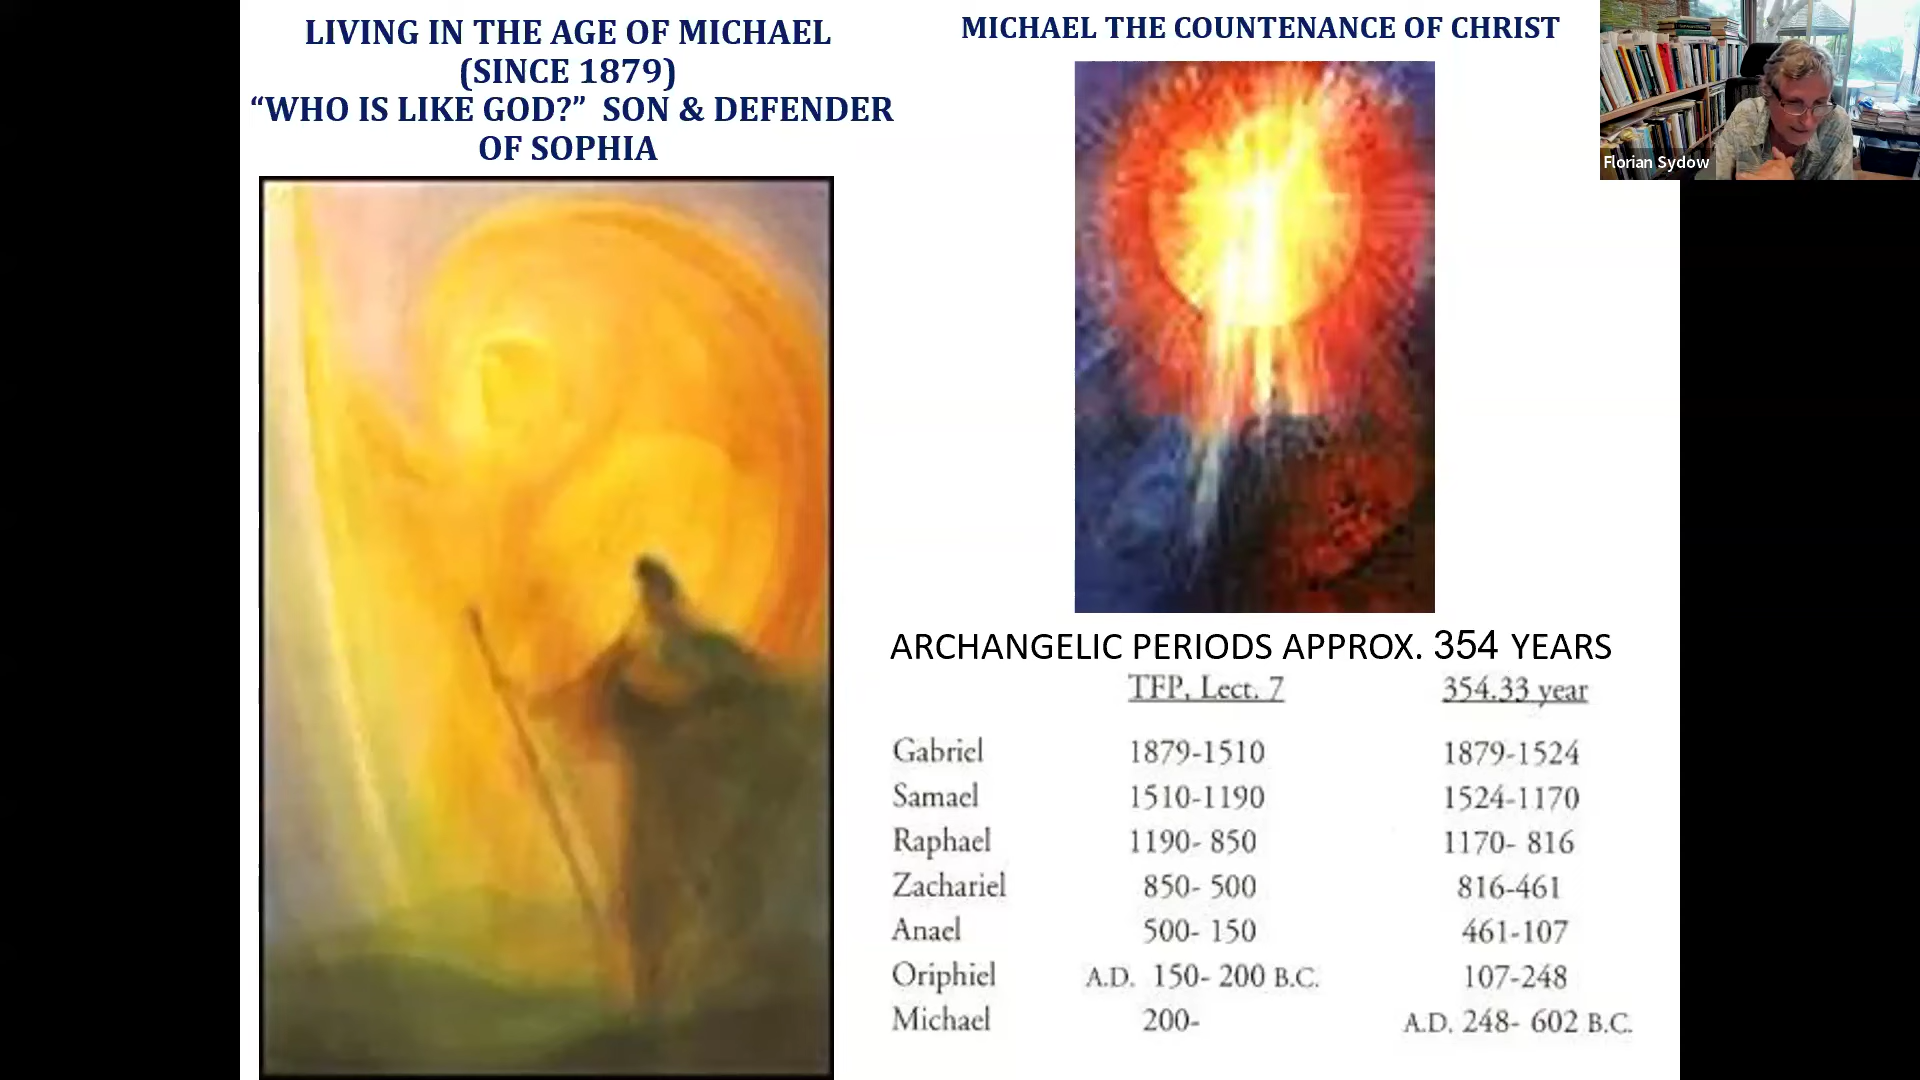 LIVING IN THE AGE OF MICHAEL
(SINCE 1879)
“WHO IS LIKE GOD?” SON & DEFENDER
OF SOPHIA
MICHAEL THE COUNTENANCE OF CHRIST
Florian Sydow
ARCHANGELIC PERIODS APPROX. 354 YEARS
TFP, Lect. 7 354.33 year
Gabriel 1879-1510 1879-1524
Samael 1510-1190 1524-1170
Raphael 1190- 850 1170- 816
Zachariel 850- 500 816-461
Anael 500- 150 461-107
Oriphiel A.D. 150- 200 B.C. 107-248
Michael 200- A.D. 248- 602 B.C.